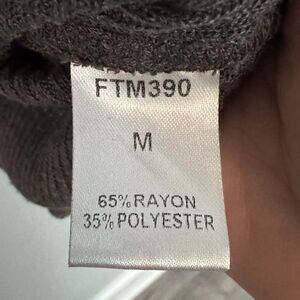 FTM390
M
65% RAYON
35% POLYESTER